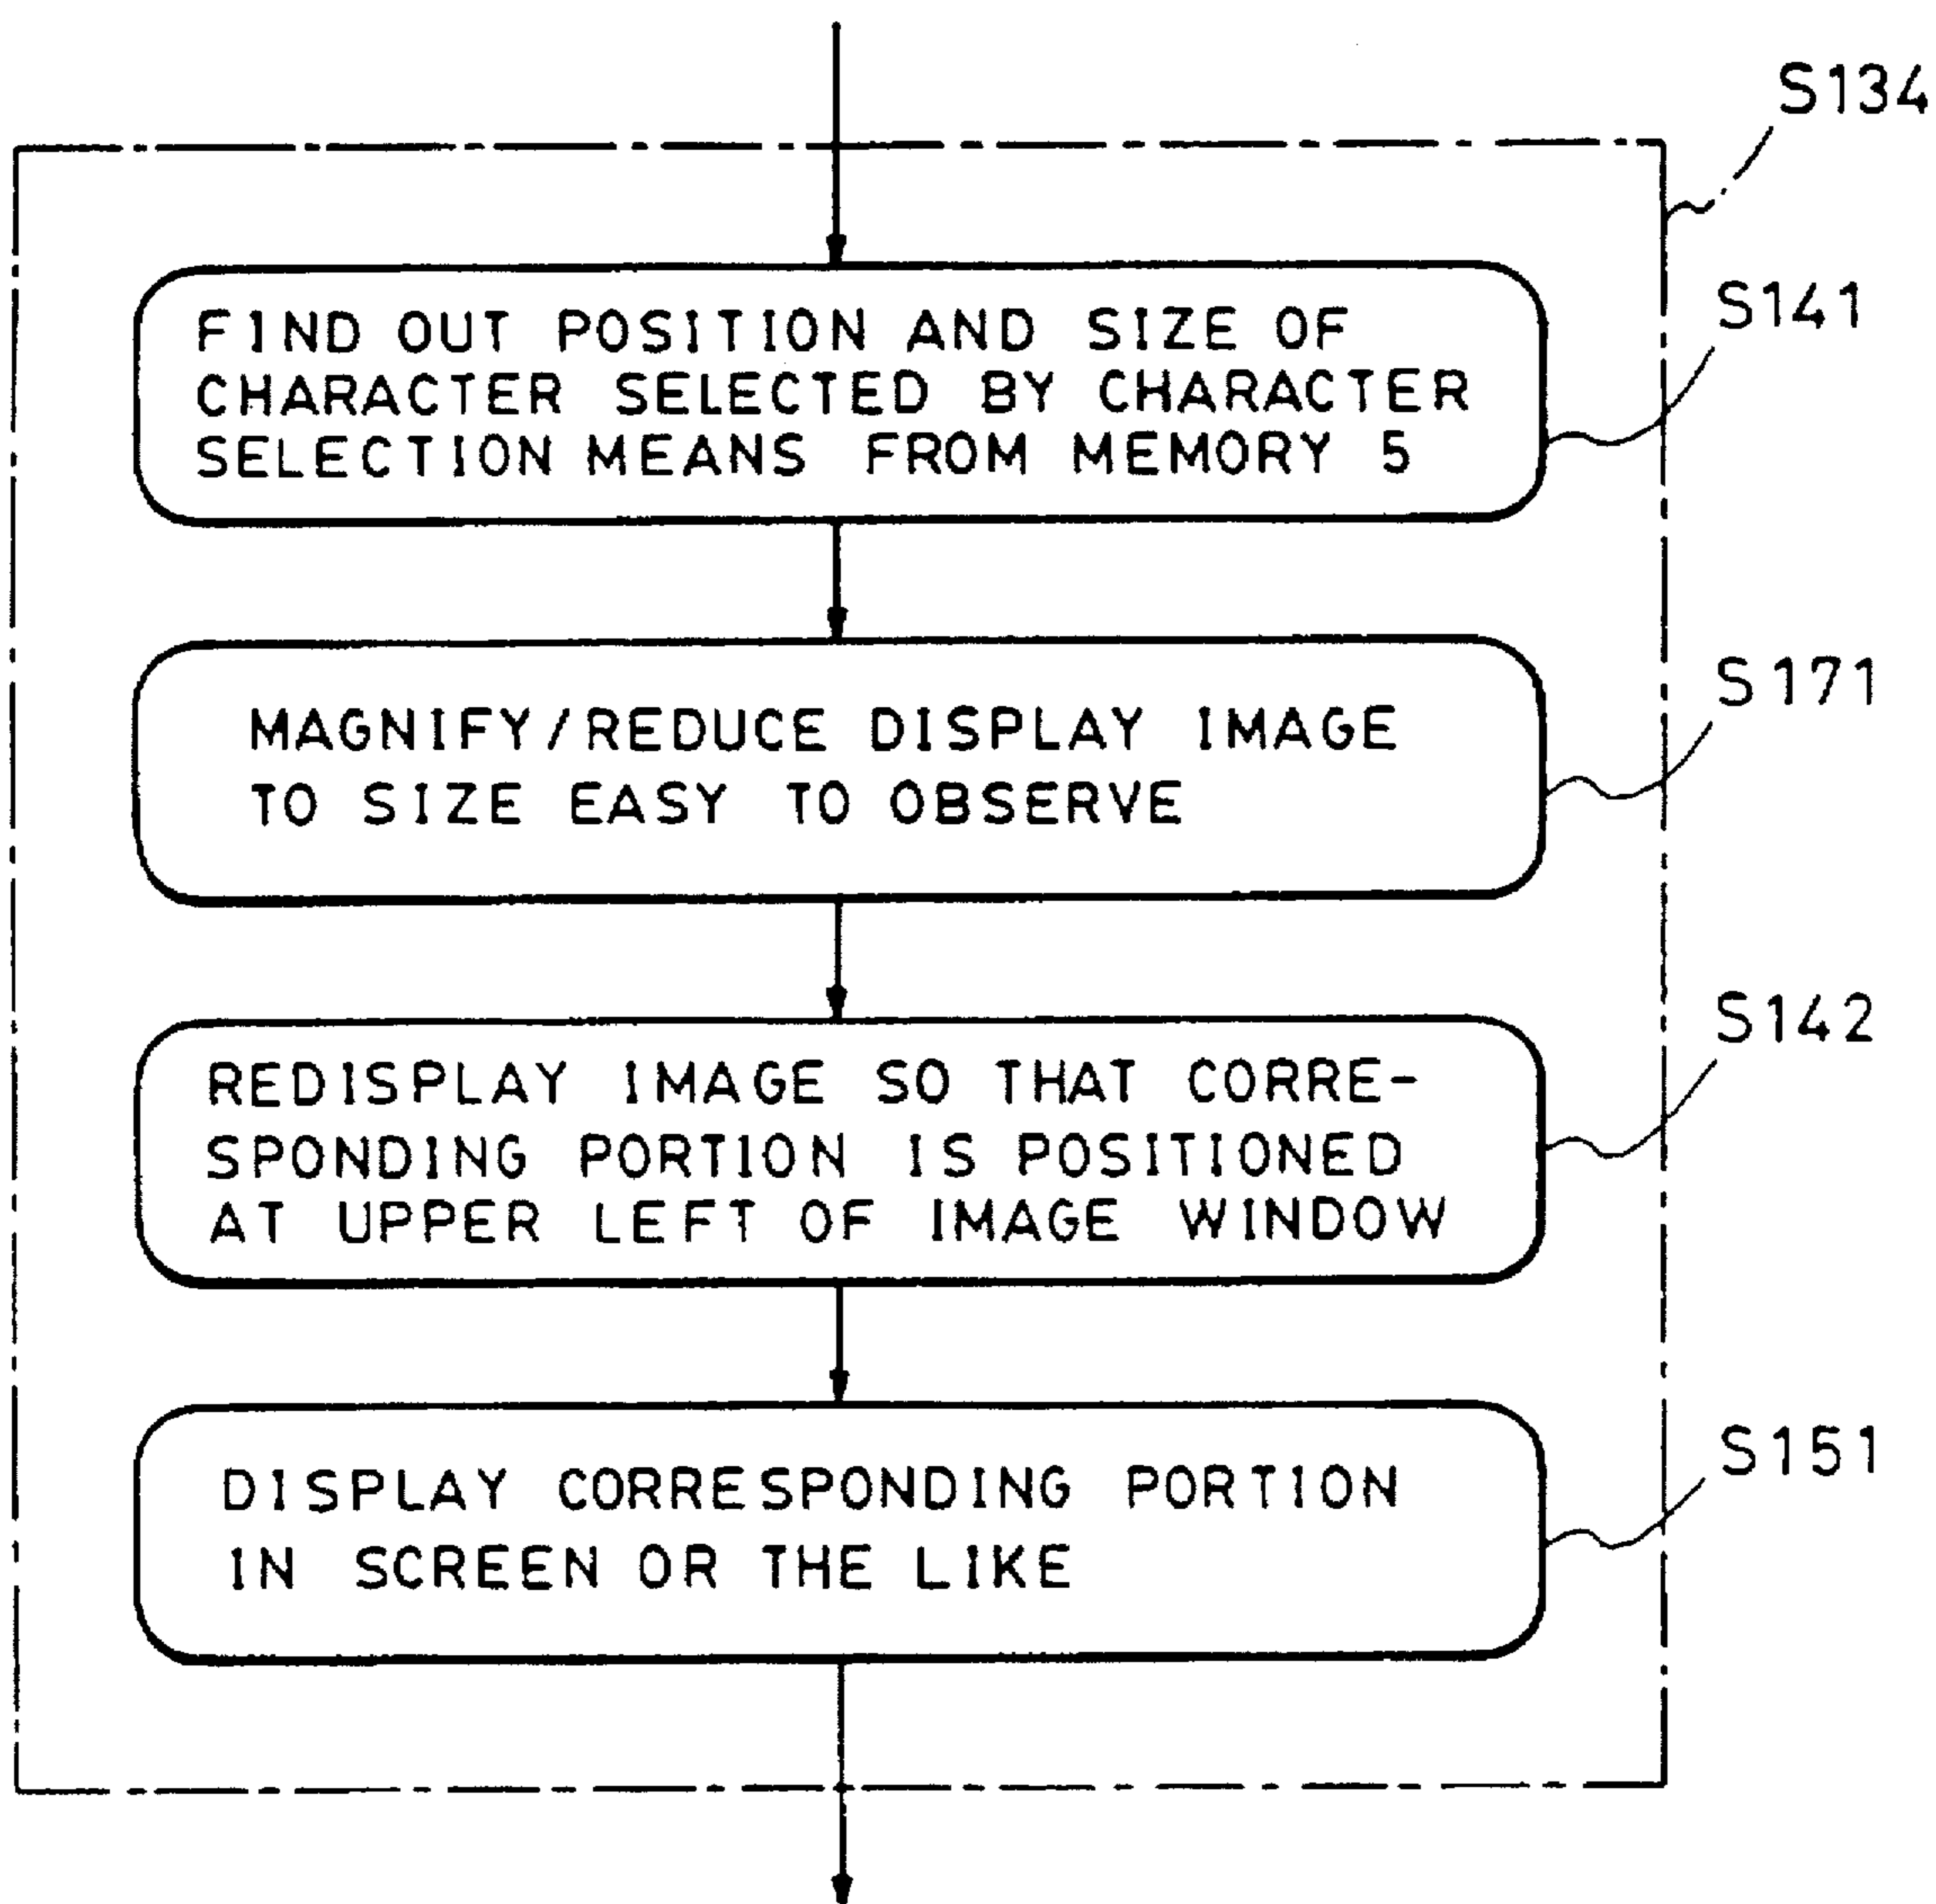 S134
FIND OUT POSITION AND SIZE OF
CHARACTER SELECTED BY CHARACTER
SELECTION MEANS FROM MEMORY 5
S141
MAGNIFY/REDUCE DISPLAY IMAGE
TO SIZE EASY TO OBSERVE
S171
REDISPLAY IMAGE SO THAT CORRE-
SPONDING PORTION IS POSITIONED
AT UPPER LEFT OF IMAGE WINDOW
S142
DISPLAY CORRESPONDING PORTION
IN SCREEN OR THE LIKE
S151